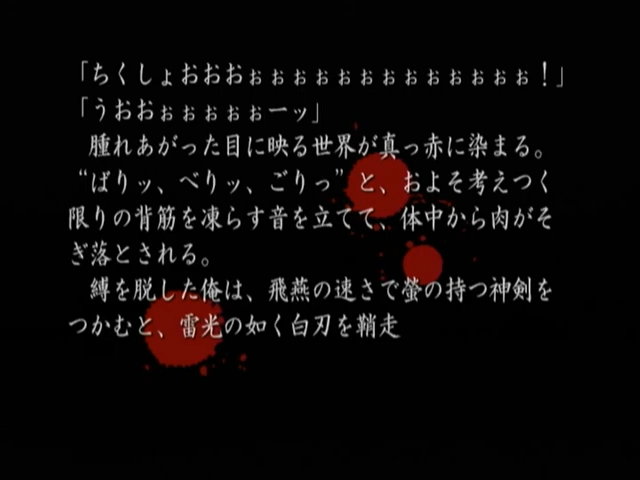 「ちくしょおおおぉぉぉぉぉぉぉぉぉぉぉぉ！」
「うおおぉぉぉぉぉーッ」
腫れあがった目に映る世界が真っ赤に染まる。
“ばりッ、べりッ、ごりっ”と、およそ考えつく
限りの背筋を凍らす音を立てて、体中から肉がそ
ぎ落とされる。
縛を脱した俺は、飛燕の速さで螢の持つ神剣を
つかむと、雷光の如く白刃を鞘走